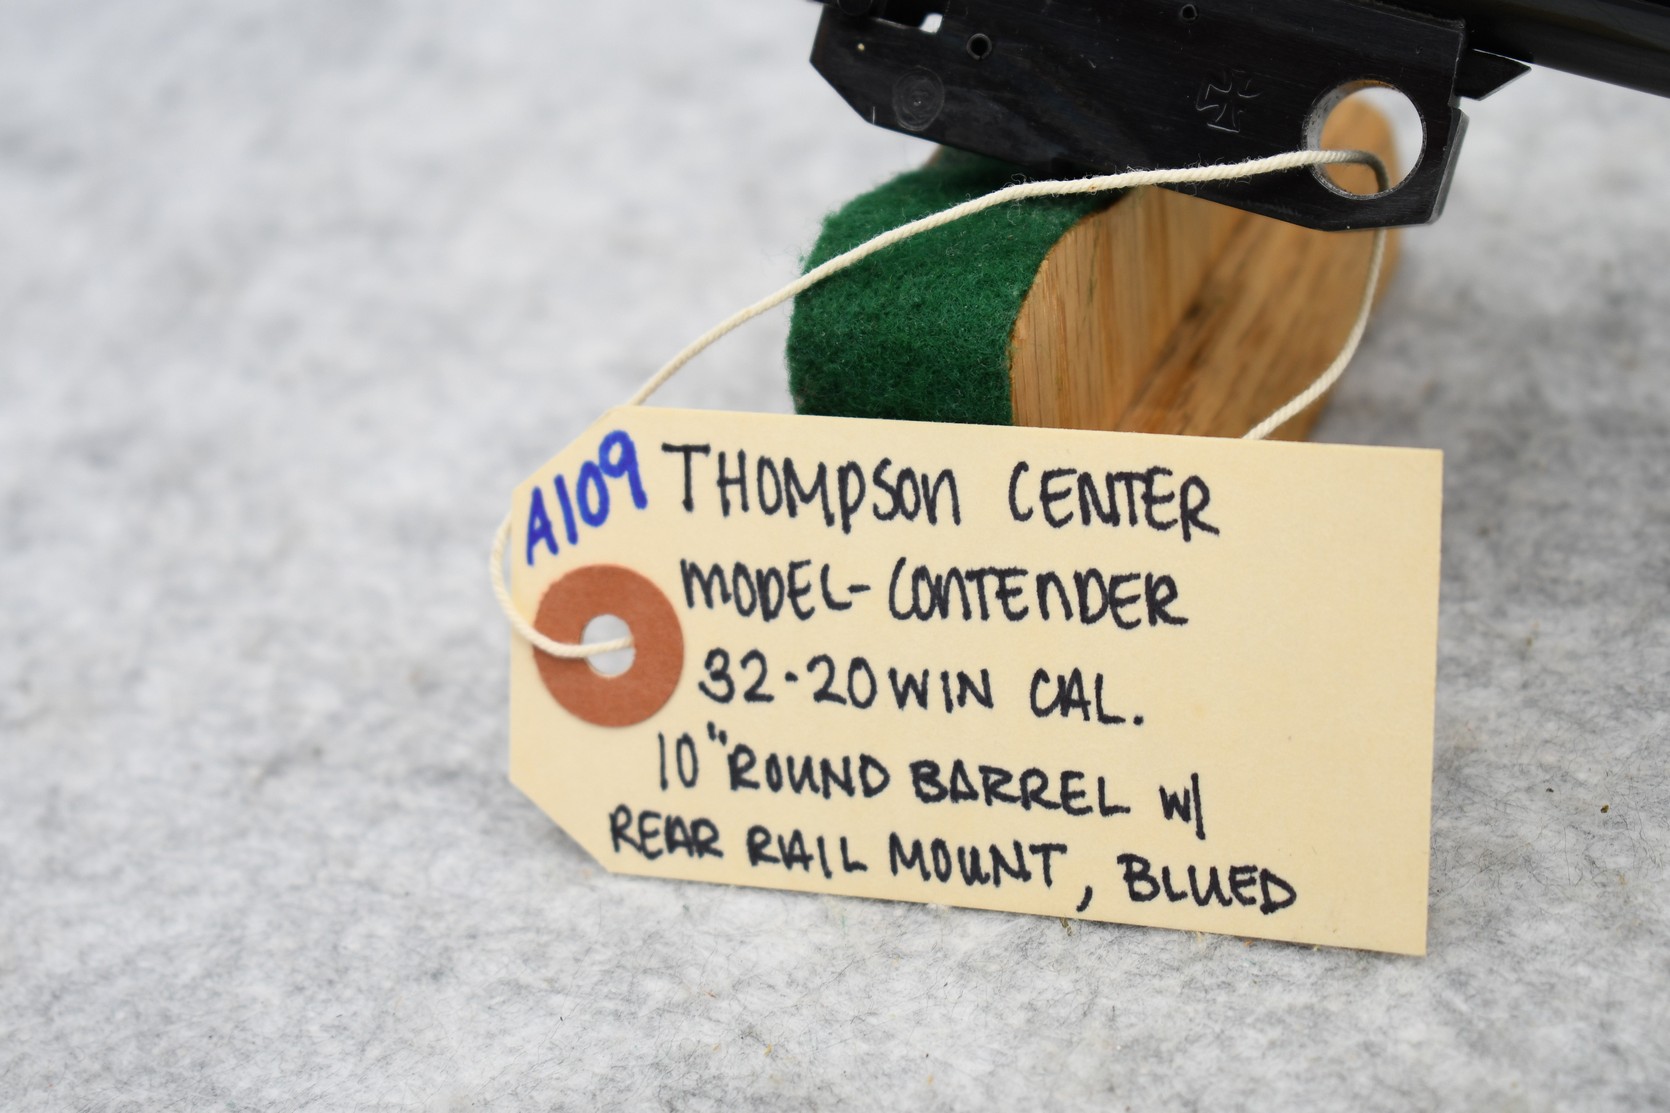 A109
THOMPSON CENTER
MODEL-CONTENDER
32-20 WIN CAL.
10" ROUND BARREL W/
REAR RAIL MOUNT, BLUED